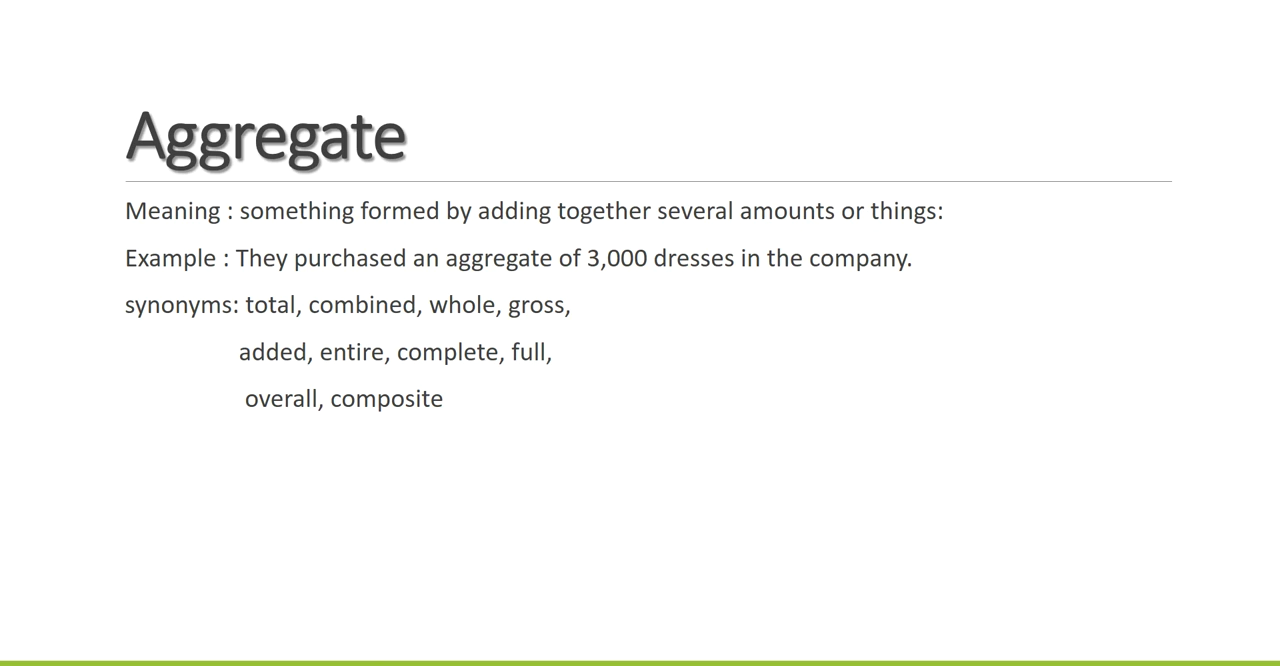 Aggregate
Meaning : something formed by adding together several amounts or things:
Example : They purchased an aggregate of 3,000 dresses in the company.
synonyms: total, combined, whole, gross,
added, entire, complete, full,
overall, composite